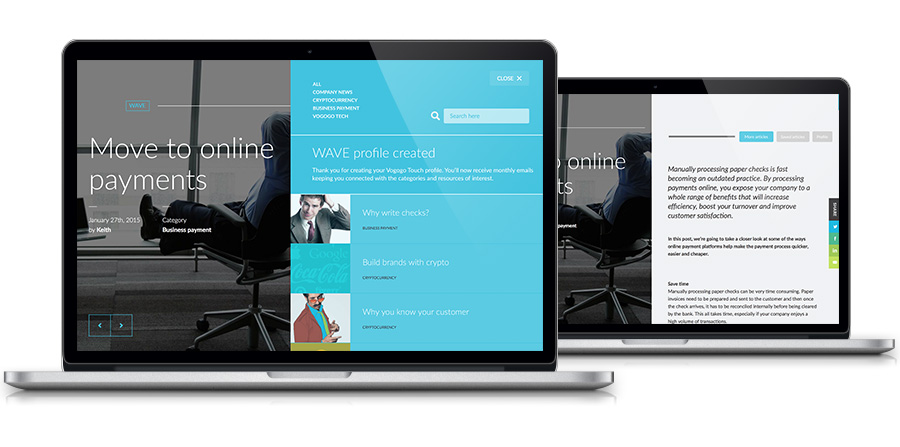 WAVE
Move to online
payments
January 27th, 2015
by Keith
Category
Business payment
CLOSE ✕
ALL
COMPANY NEWS
CRYPTOCURRENCY
BUSINESS PAYMENT
VOGOGO TECH
Search here
WAVE profile created
Thank you for creating your Vogogo Touch profile. You'll now receive monthly emails
keeping you connected with the categories and resources of interest.
Why write checks?
BUSINESS PAYMENT
Google
Coca-Cola
Build brands with crypto
CRYPTOCURRENCY
Why you know your customer
CRYPTOCURRENCY
to online
ts
Category
Business payment
Manually processing paper checks is fast
becoming an outdated practice. By processing
payments online, you expose your company to a
whole range of benefits that will increase
efficiency, boost your turnover and improve
customer satisfaction.
SHARE
In this post, we're going to take a closer look at some of the ways
online payment platforms help make the payment process quicker,
easier and cheaper.
Save time
Manually processing paper checks can be very time consuming. Paper
invoices need to be prepared and sent to the customer and then once
the check arrives, it has to be reconciled internally before being cleared
by the bank. This all takes time, especially if your company enjoys a
high volume of transactions.